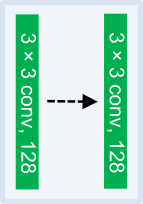 3 × 3 conv, 128
3 × 3 conv, 128